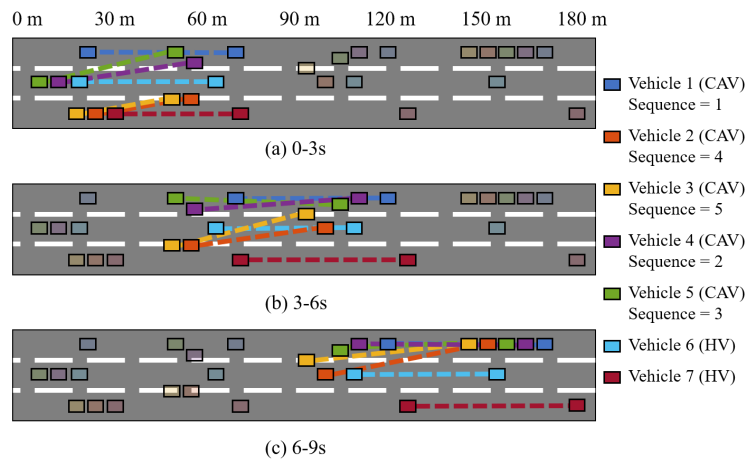 0 m 30 m 60 m 90 m 120 m 150 m 180 m
(a) 0-3s
(b) 3-6s
(c) 6-9s
Vehicle 1 (CAV)
Sequence = 1
Vehicle 2 (CAV)
Sequence = 4
Vehicle 3 (CAV)
Sequence = 5
Vehicle 4 (CAV)
Sequence = 2
Vehicle 5 (CAV)
Sequence = 3
Vehicle 6 (HV)
Vehicle 7 (HV)